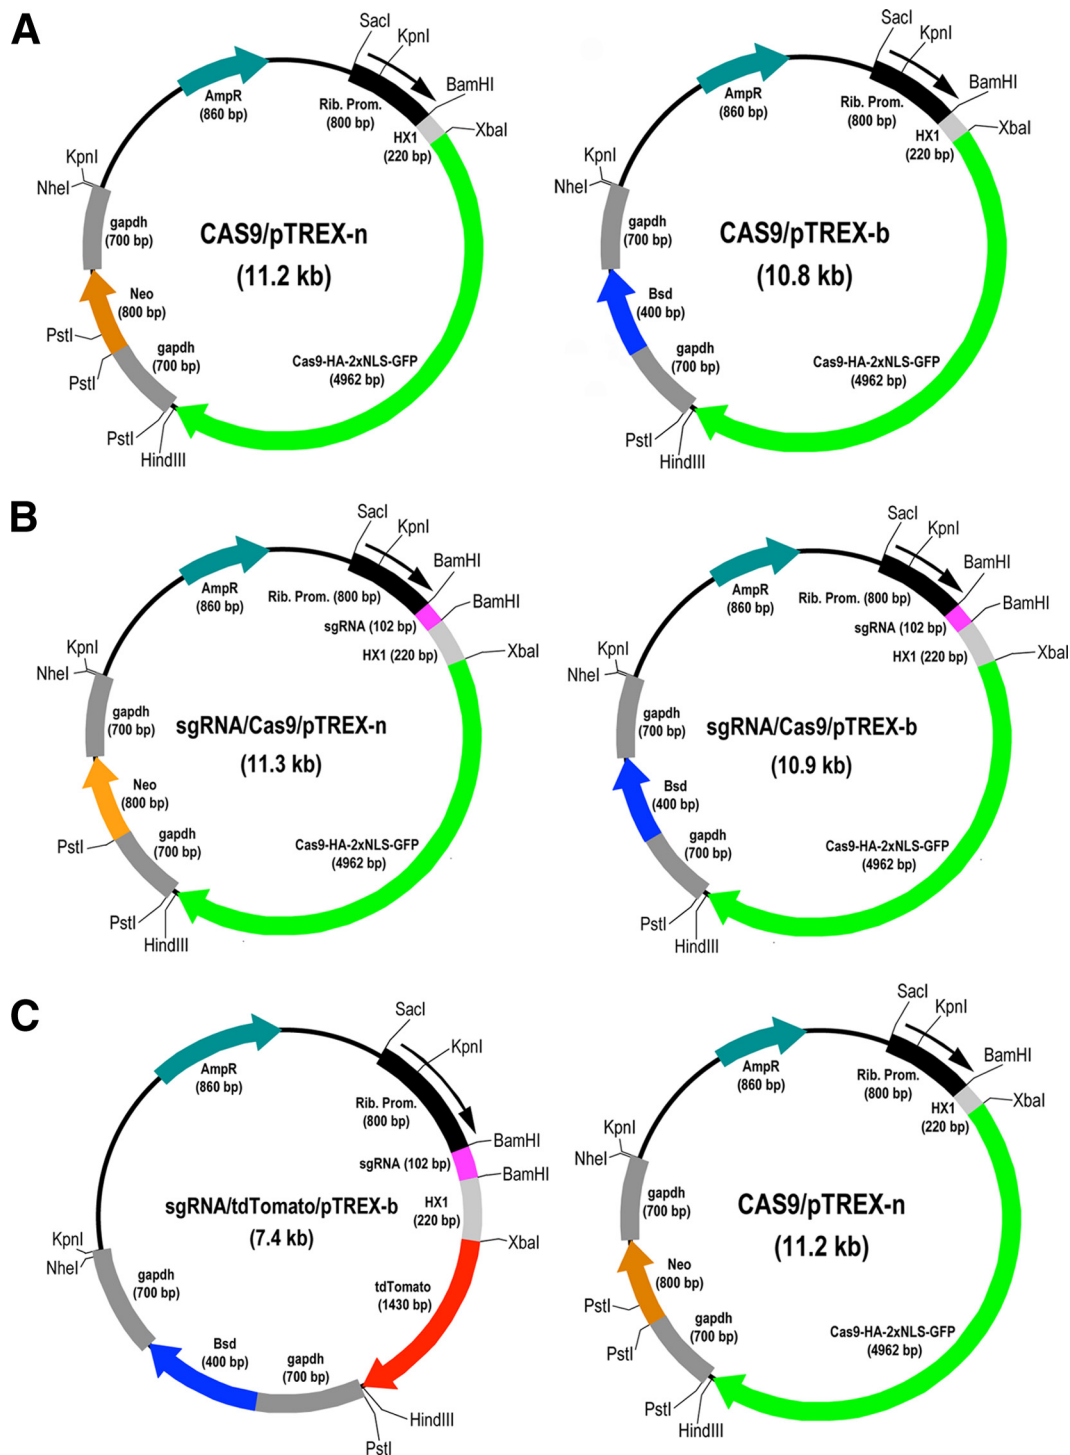 A
SacI
KpnI
BamHI
XbaI
AmpR
(860 bp)
Rib. Prom.
(800 bp)
HX1
(220 bp)
KpnI
NheI
gapdh
(700 bp)
CAS9/pTREX-n
(11.2 kb)
Neo
(800 bp)
PstI
gapdh
(700 bp)
PstI
Cas9-HA-2xNLS-GFP
(4962 bp)
PstI
HindIII
SacI
KpnI
BamHI
XbaI
AmpR
(860 bp)
Rib. Prom.
(800 bp)
HX1
(220 bp)
KpnI
NheI
gapdh
(700 bp)
CAS9/pTREX-b
(10.8 kb)
Bsd
(400 bp)
gapdh
(700 bp)
Cas9-HA-2xNLS-GFP
(4962 bp)
PstI
HindIII
B
SacI
KpnI
BamHI
BamHI
XbaI
AmpR
(860 bp)
Rib. Prom. (800 bp)
sgRNA (102 bp)
HX1 (220 bp)
KpnI
NheI
gapdh
(700 bp)
sgRNA/Cas9/pTREX-n
(11.3 kb)
Neo
(800 bp)
PstI
gapdh
(700 bp)
Cas9-HA-2xNLS-GFP
(4962 bp)
PstI
HindIII
SacI
KpnI
BamHI
BamHI
XbaI
AmpR
(860 bp)
Rib. Prom. (800 bp)
sgRNA (102 bp)
HX1 (220 bp)
KpnI
NheI
gapdh
(700 bp)
sgRNA/Cas9/pTREX-b
(10.9 kb)
Bsd
(400 bp)
gapdh
(700 bp)
Cas9-HA-2xNLS-GFP
(4962 bp)
PstI
HindIII
C
SacI
KpnI
BamHI
BamHI
XbaI
AmpR
(860 bp)
Rib. Prom.
(800 bp)
sgRNA (102 bp)
HX1
(220 bp)
sgRNA/tdTomato/pTREX-b
(7.4 kb)
KpnI
NheI
gapdh
(700 bp)
tdTomato
(1430 bp)
Bsd
(400 bp)
gapdh
(700 bp)
HindIII
PstI
SacI
KpnI
BamHI
XbaI
AmpR
(860 bp)
Rib. Prom.
(800 bp)
HX1
(220 bp)
KpnI
NheI
gapdh
(700 bp)
CAS9/pTREX-n
(11.2 kb)
Neo
(800 bp)
PstI
gapdh
(700 bp)
PstI
Cas9-HA-2xNLS-GFP
(4962 bp)
PstI
HindIII